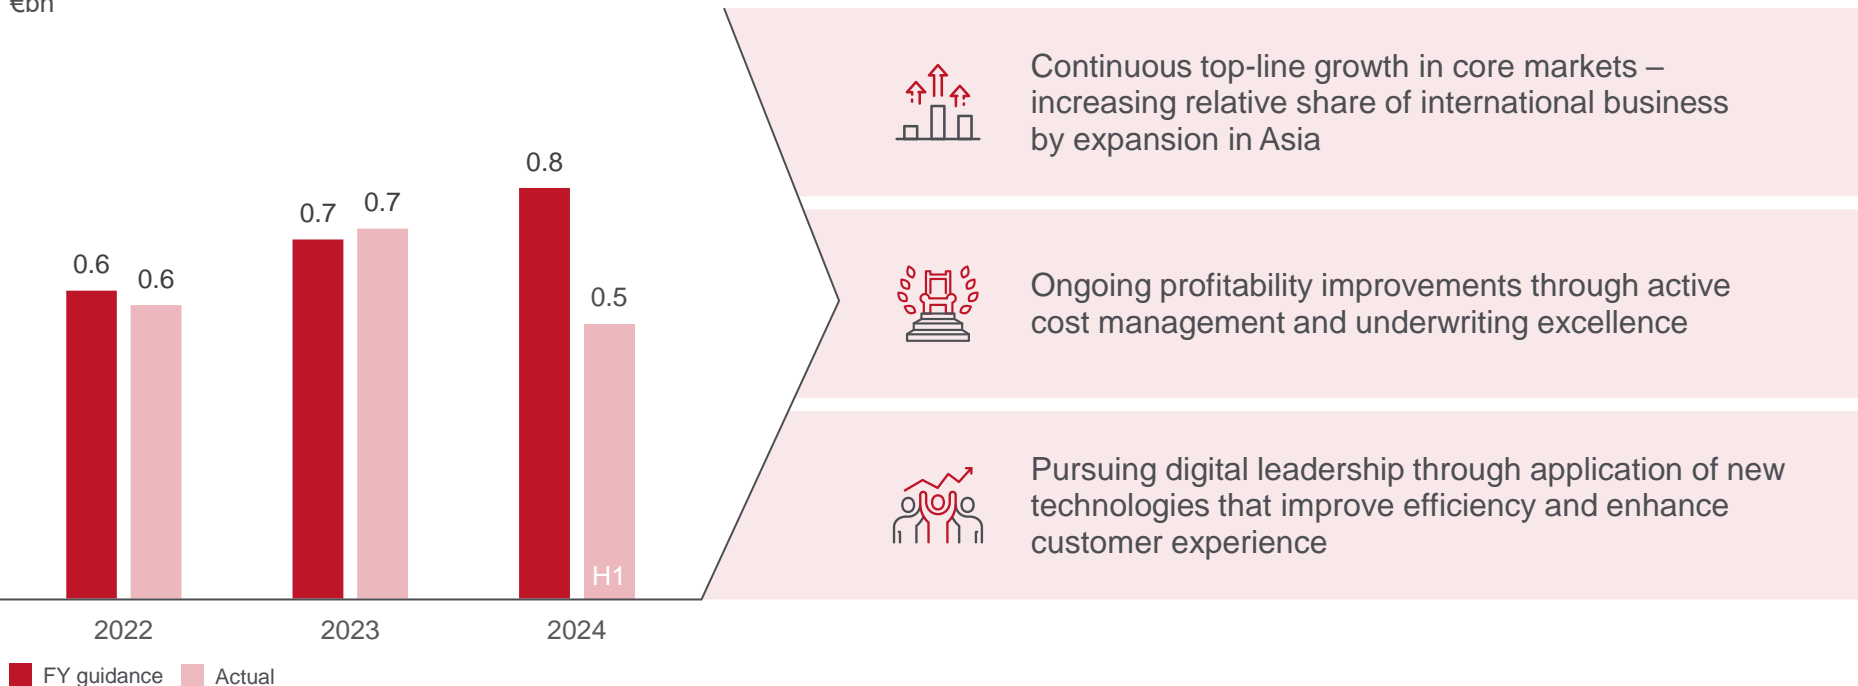 €bn
0.6
0.6
0.7
0.7
0.8
0.5
H1
2022
2023
2024
FY guidance
Actual
Continuous top-line growth in core markets –
increasing relative share of international business
by expansion in Asia
Ongoing profitability improvements through active
cost management and underwriting excellence
Pursuing digital leadership through application of new
technologies that improve efficiency and enhance
customer experience